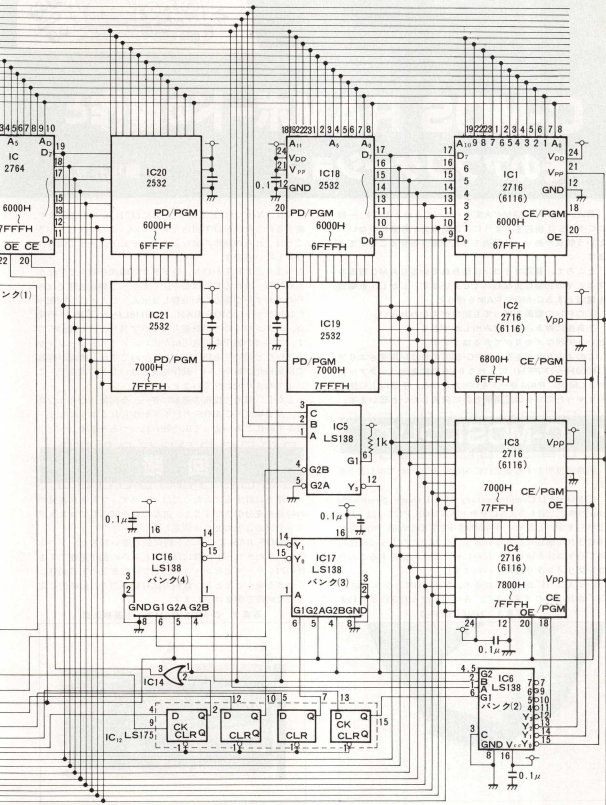 34567 8 9 10
A5 A0
IC
2764
D7
6000H
~
7FFFH
D0
OE CE
22 20
19
18
17
16
15
13
12
11
ンク(1)
IC20
2532
6000H
~
6FFFF
PD/PGM
IC21
2532
PD/PGM
7000H
~
7FFFH
18 19 22 23 1 2 3 4 5 6 7 8
A11 A5 A0
24 VDD
21 VPP
12 GND
0.1
20
IC18
2532
PD/PGM
6000H
~
6FFFH
D7
D0
17
16
15
14
13
11
10
9
IC19
2532
PD/PGM
7000H
~
7FFFH
19 22 23 1 2 3 4 5 6 7 8
A10 9 8 7 6 5 4 3 2 1 A0
17 D7
16 6
15 5
14 4
13 3
11 2
10 1
9 D0
IC1
2716
(6116)
6000H
~
67FFH
VDD 24
VPP 21
GND 12
CE/PGM 18
OE 20
IC2
2716
(6116)
6800H
~
6FFFH
VPP
CE/PGM
OE
IC3
2716
(6116)
7000H
~
77FFH
VPP
CE/PGM
OE
IC4
2716
(6116)
7800H
~
7FFFH
VPP
CE
OE /PGM
24 12 20 18
0.1μ
3 C
2 B
1 A
IC5
LS138
G1 6
1k
4 G2B
5 G2A
Y3 12
0.1μ
16
14
15
IC16
LS138
バンク(4)
3
2
1
GND G1 G2A G2B
8 6 5 4
0.1μ
16
14 Y1
15 Y0
IC17
LS138
バンク(3)
1 A
3
2
G1 G2A G2B GND
6 5 4 8
IC14
3 1
2
IC12 LS175
4 D Q 2
9 CK
CLR Q
1
12 D Q 10
CLR
5 D Q 7
CLR
13 D Q 15
CK
CLR Q
4,5 G2
2 B
1 A
6 G1
3 C
IC6
LS138
バンク(2)
7 7
6 9
5 10
4 11
Y3 12
Y2 13
Y1 14
Y0 15
GND VCC
8 16
0.1μ